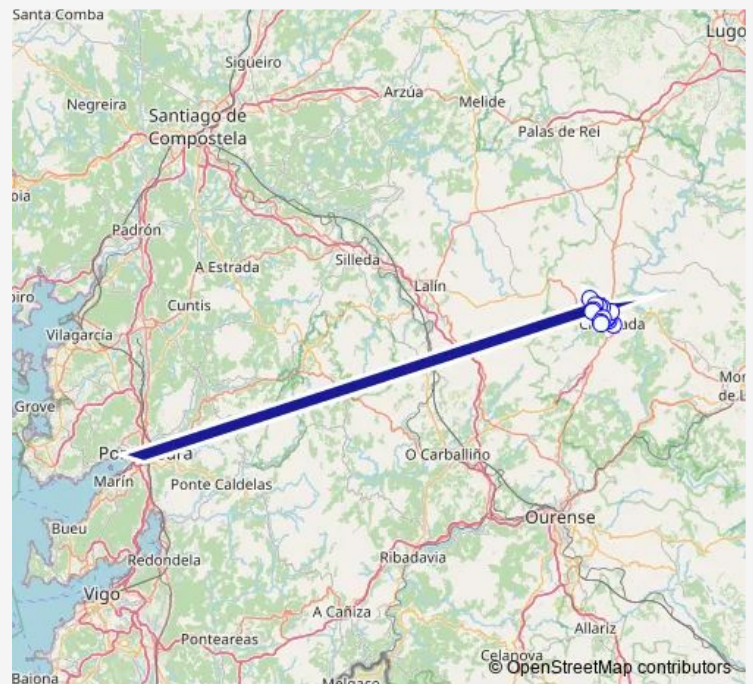 Santa Comba
Lugo
Sigüeiro
Arzúa
Negreira
Melide
Santiago de
Compostela
Palas de Rei
Padrón
A Estrada
Silleda
Lalín
Cuntis
Vilagarcía
Grove
O Carballiño
Marín
Ponte Caldelas
Bueu
Ourense
Redondela
Ribadavia
Vigo
A Cañiza
Ponteareas
Allariz
Celanova
Baiona
© OpenStreetMap contributors